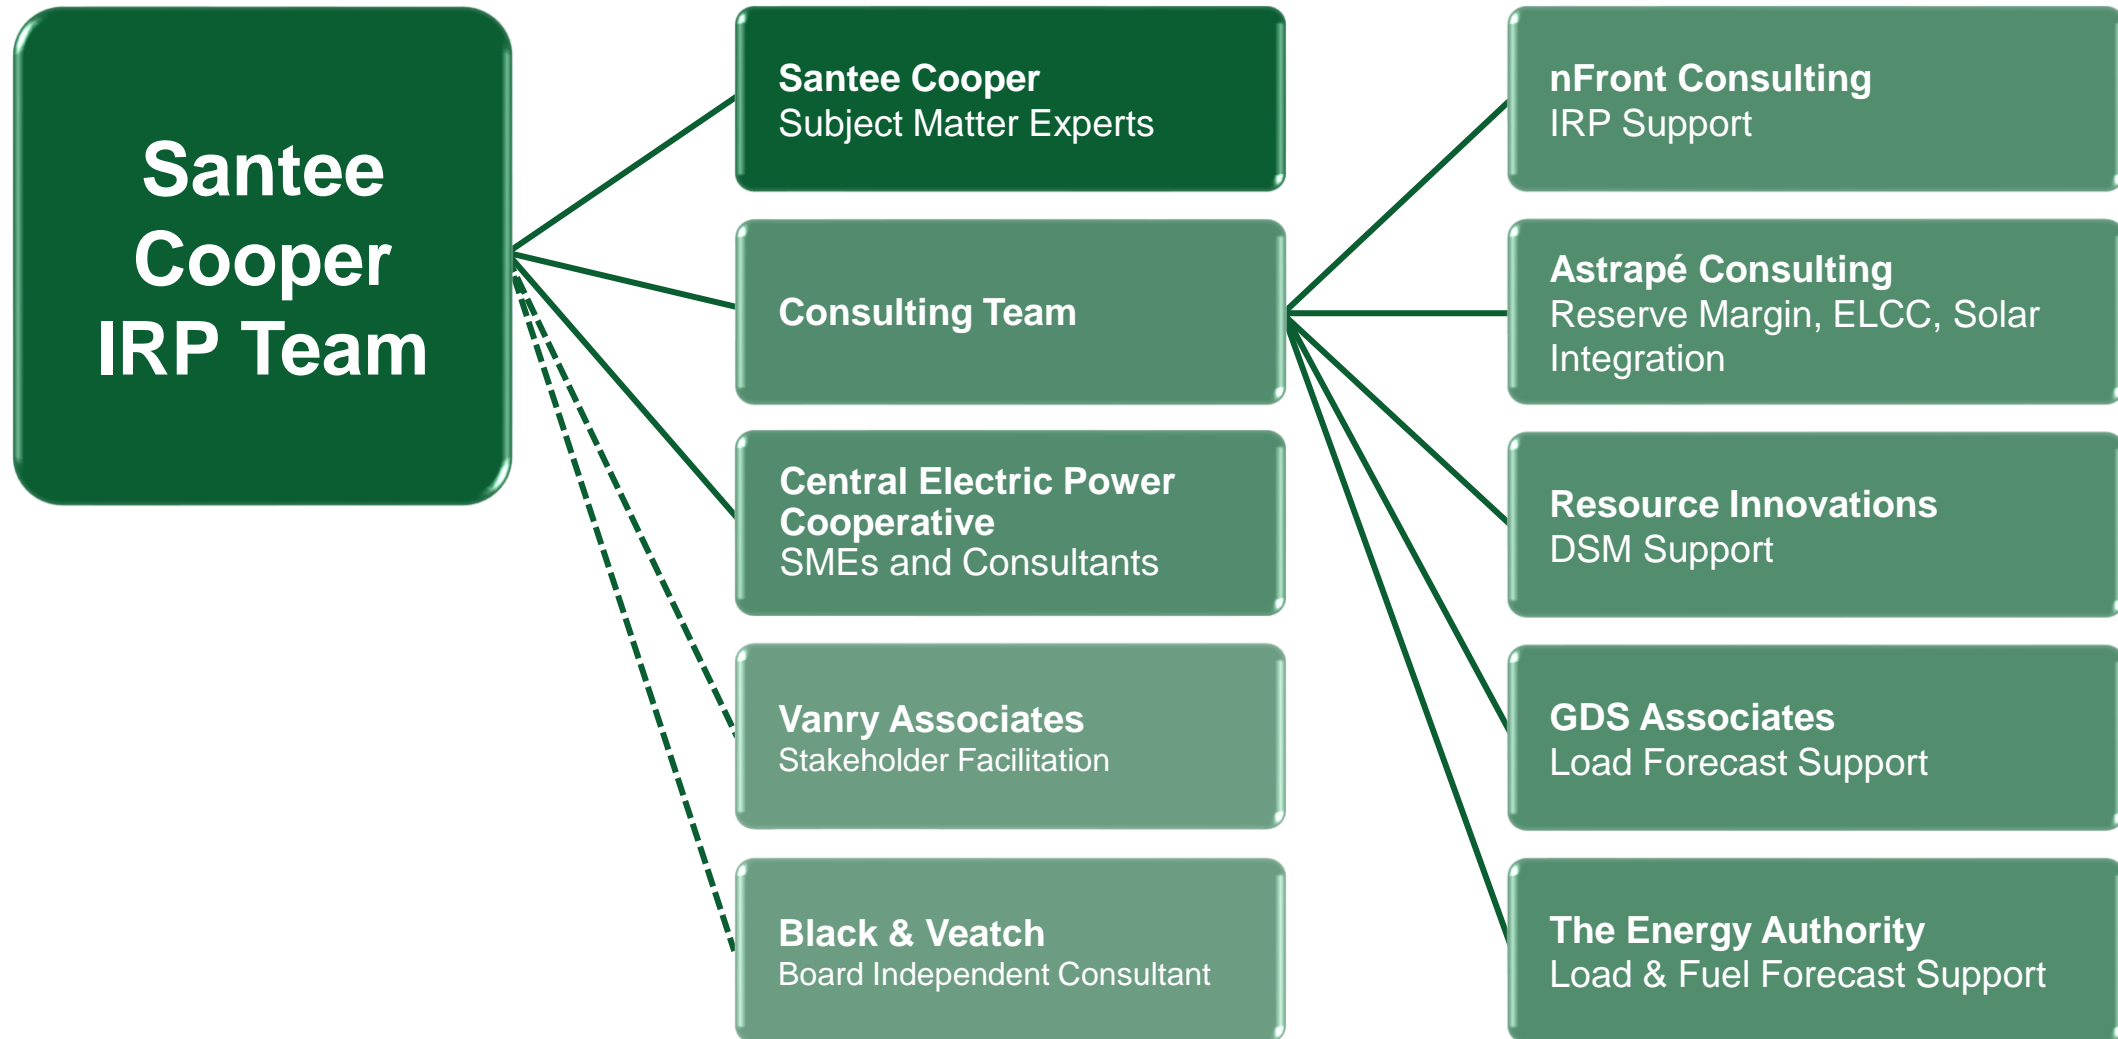 Santee
Cooper
IRP Team
Santee Cooper
Subject Matter Experts
Consulting Team
Central Electric Power
Cooperative
SMEs and Consultants
Vanry Associates
Stakeholder Facilitation
Black & Veatch
Board Independent Consultant
nFront Consulting
IRP Support
Astrapé Consulting
Reserve Margin, ELCC, Solar
Integration
Resource Innovations
DSM Support
GDS Associates
Load Forecast Support
The Energy Authority
Load & Fuel Forecast Support